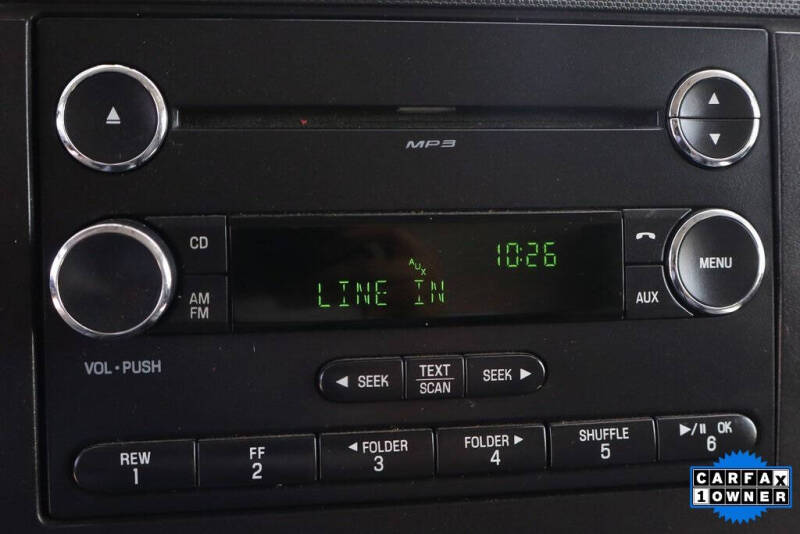 MP3
CD
AUX
10:26
MENU
AM
FM
LINE IN
AUX
VOL•PUSH
◄ SEEK
TEXT
SCAN
SEEK ►
REW
1
FF
2
◄ FOLDER
3
FOLDER ►
4
SHUFFLE
5
►/II OK
6
CARFAX
1 OWNER